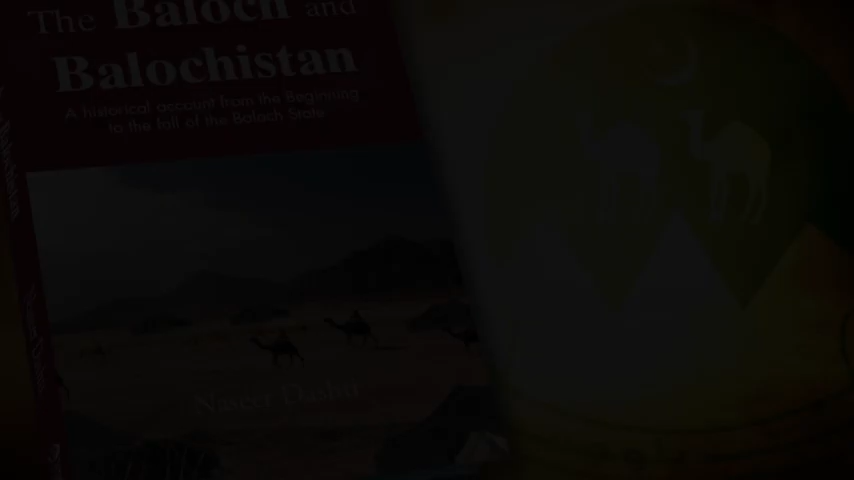 The Baloch and
Balochistan
A historical account from the Beginning
to the fall of the Baloch State
Naseer Dashti